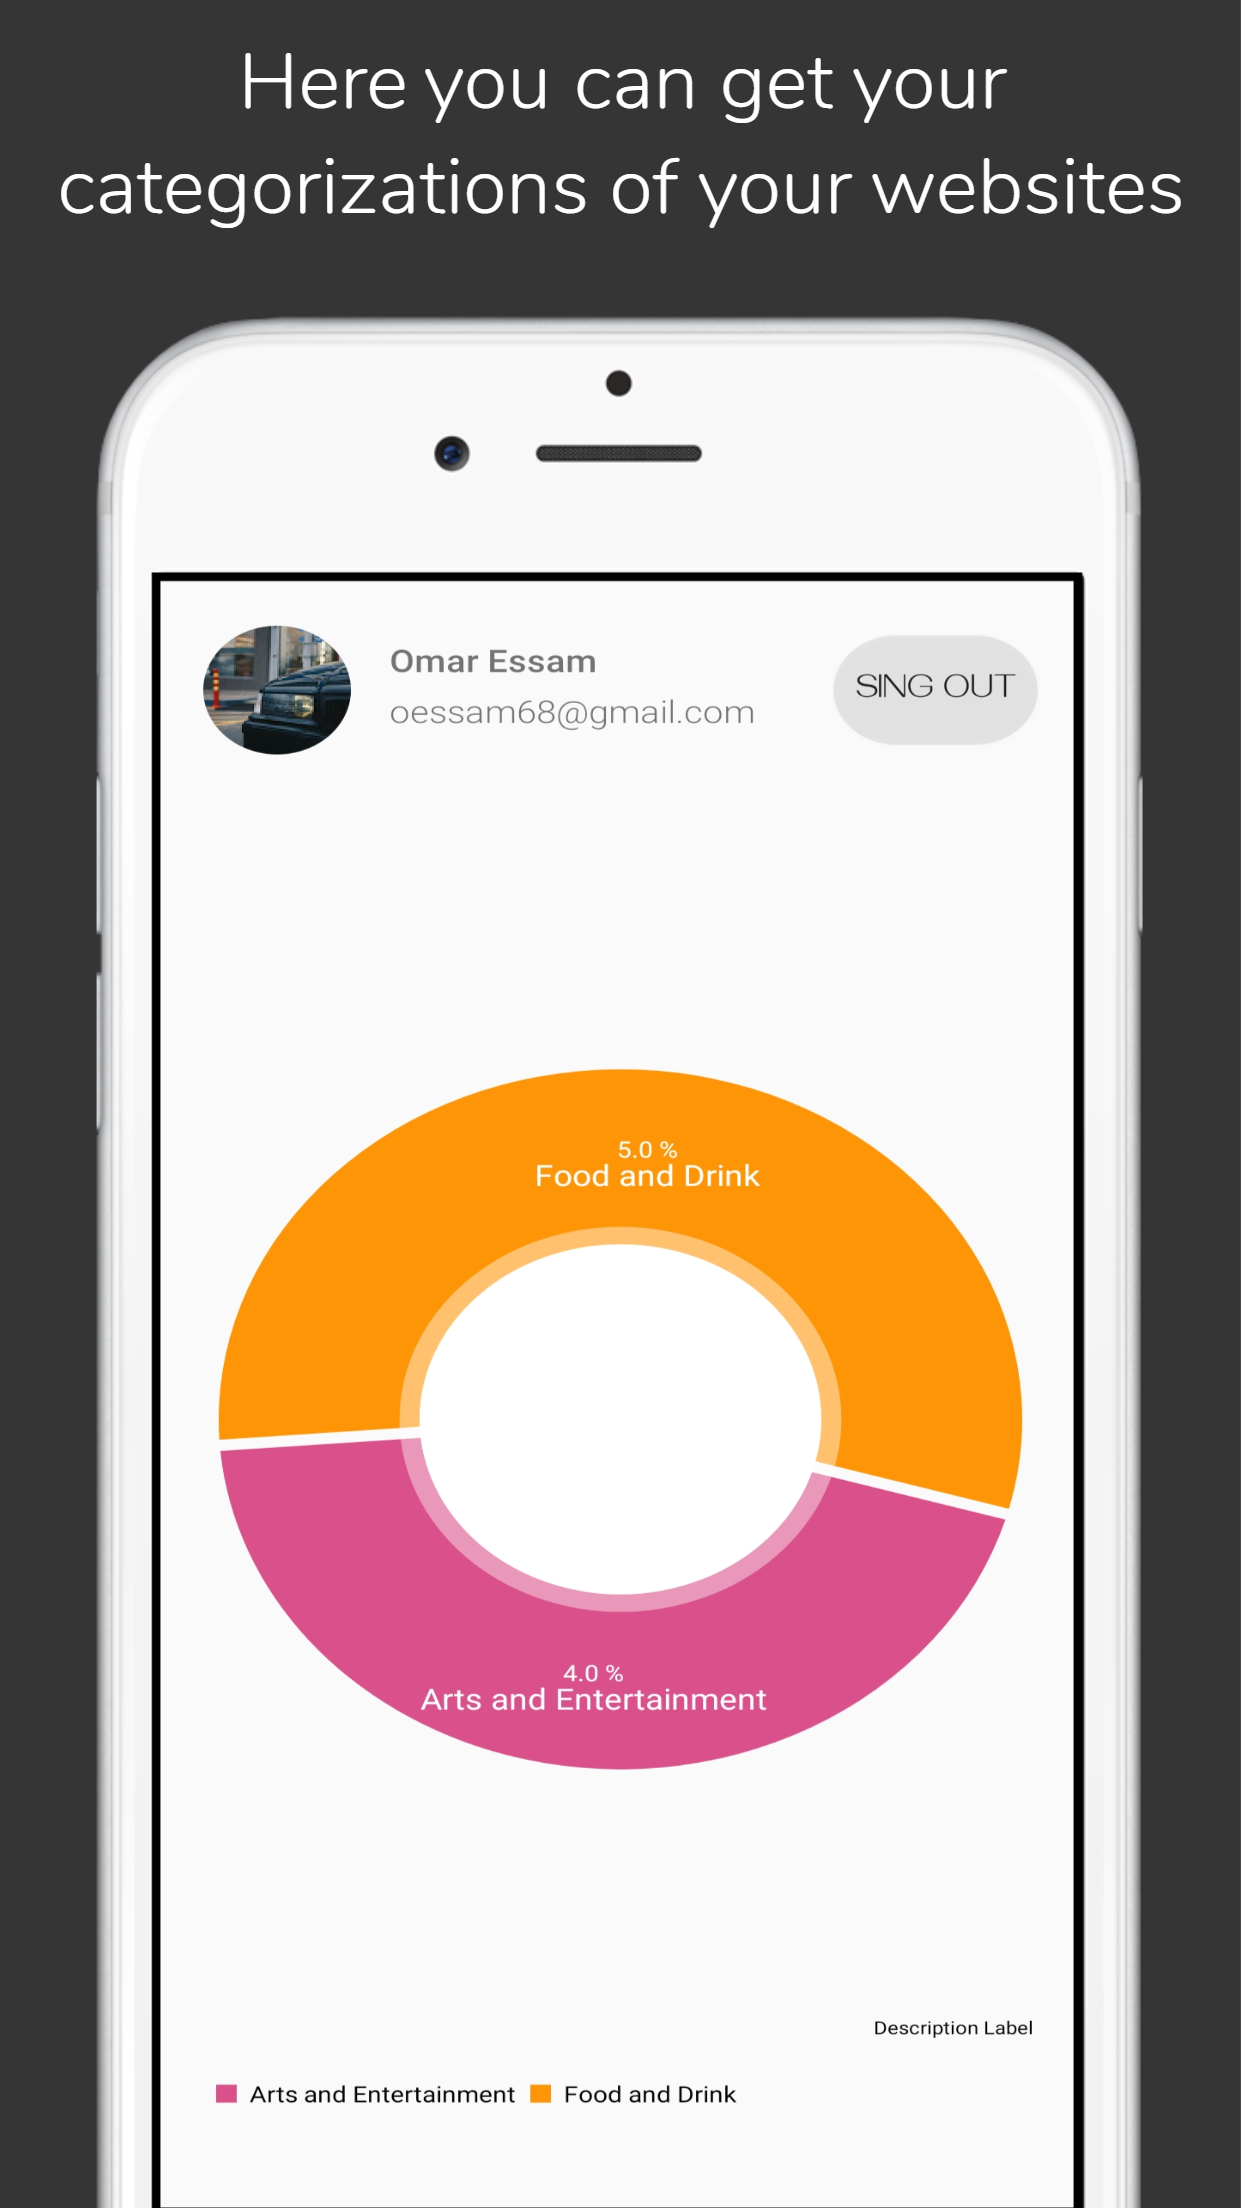 Here you can get your
categorizations of your websites
Omar Essam
oessam68@gmail.com
SING OUT
5.0 %
Food and Drink
4.0 %
Arts and Entertainment
Description Label
Arts and Entertainment
Food and Drink